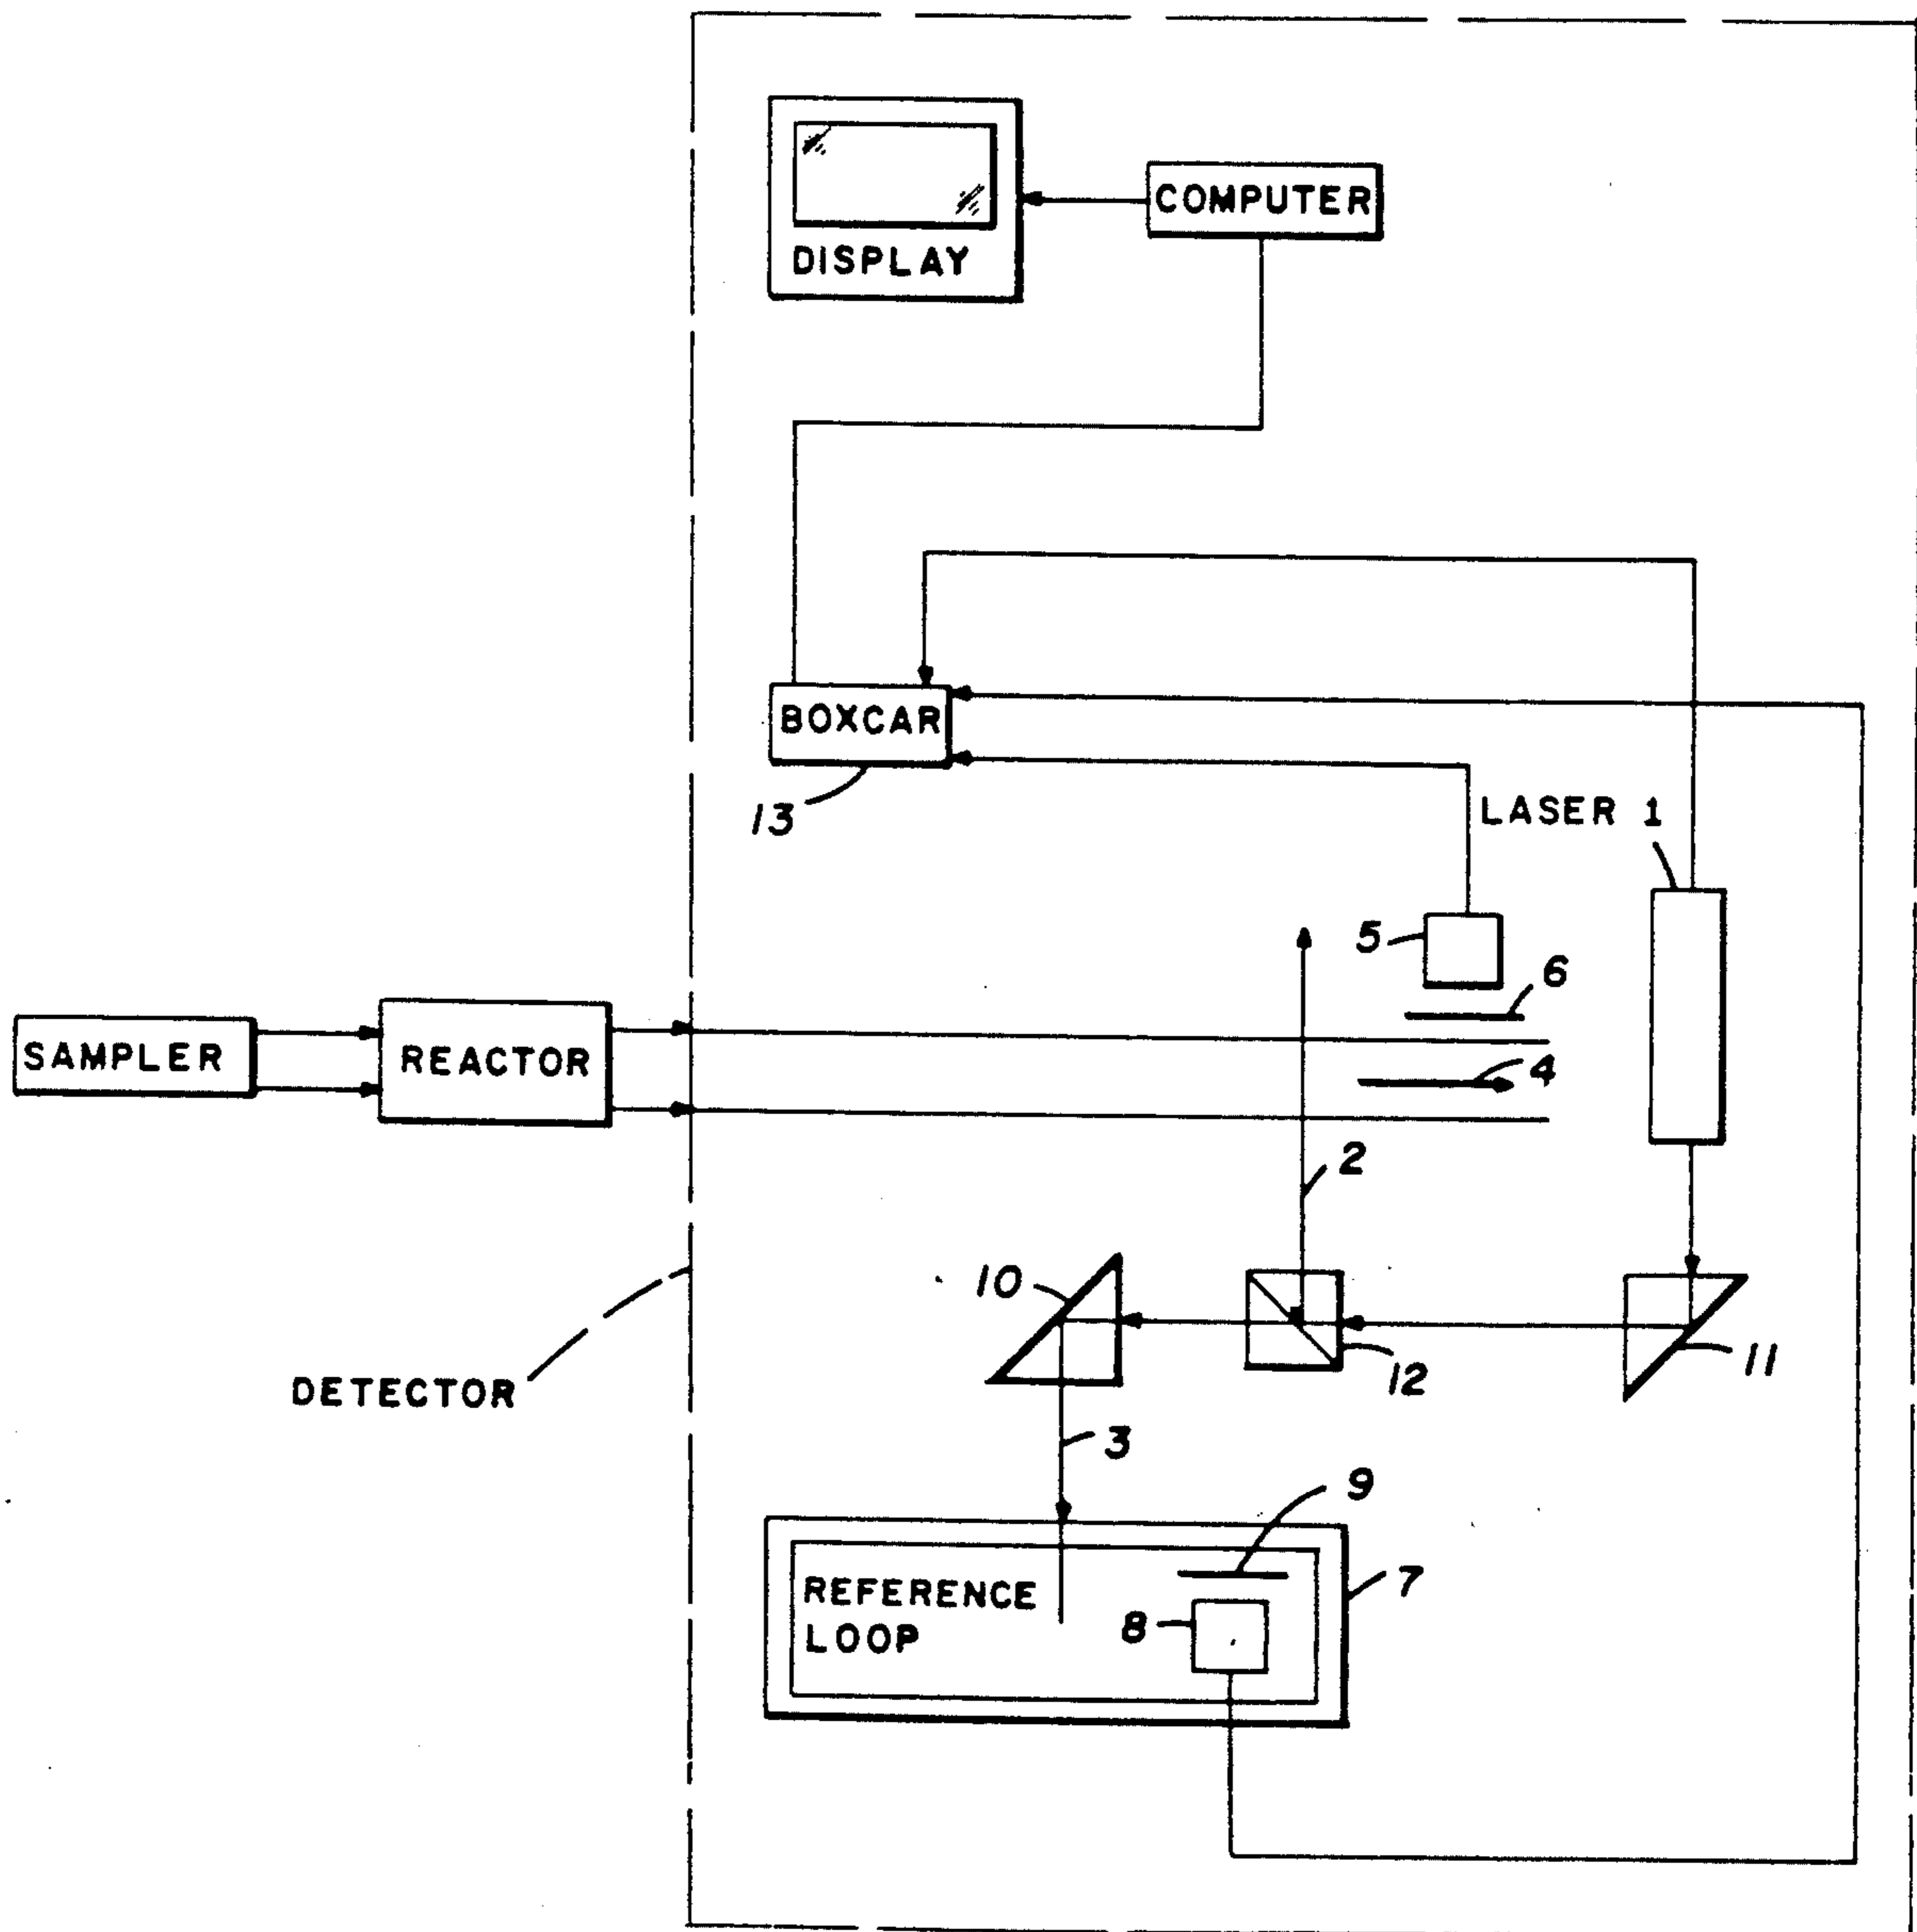 COMPUTER
DISPLAY
BOXCAR
13
LASER 1
5
6
SAMPLER
REACTOR
4
2
10
12
11
DETECTOR
3
9
REFERENCE
LOOP
8
7